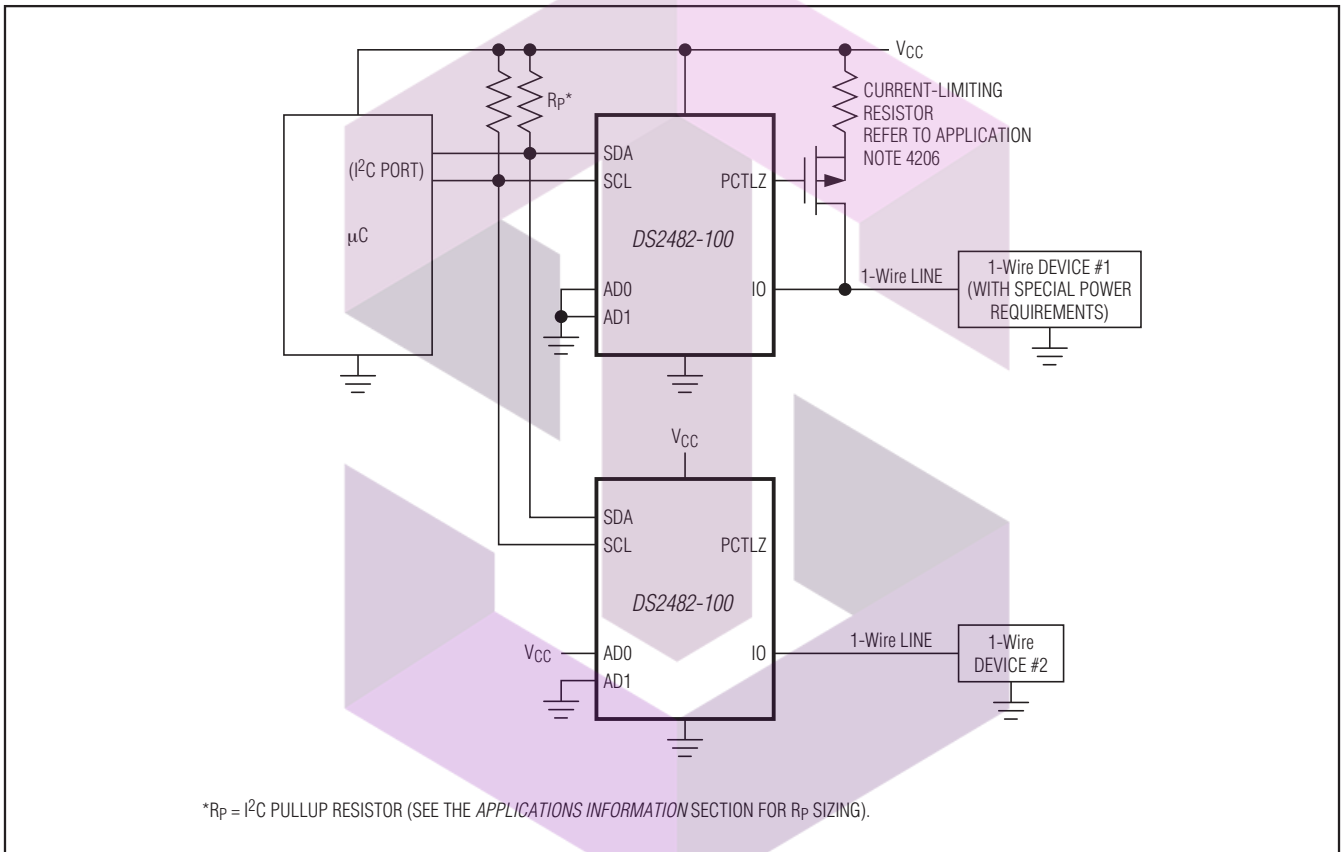 VCC
RP*
CURRENT-LIMITING
RESISTOR
REFER TO APPLICATION
NOTE 4206
(I2C PORT)
μC
SDA
SCL
PCTLZ
DS2482-100
AD0
AD1
IO
1-Wire LINE
1-Wire DEVICE #1
(WITH SPECIAL POWER
REQUIREMENTS)
VCC
SDA
SCL
PCTLZ
DS2482-100
VCC
AD0
AD1
IO
1-Wire LINE
1-Wire
DEVICE #2
*RP = I2C PULLUP RESISTOR (SEE THE APPLICATIONS INFORMATION SECTION FOR RP SIZING).